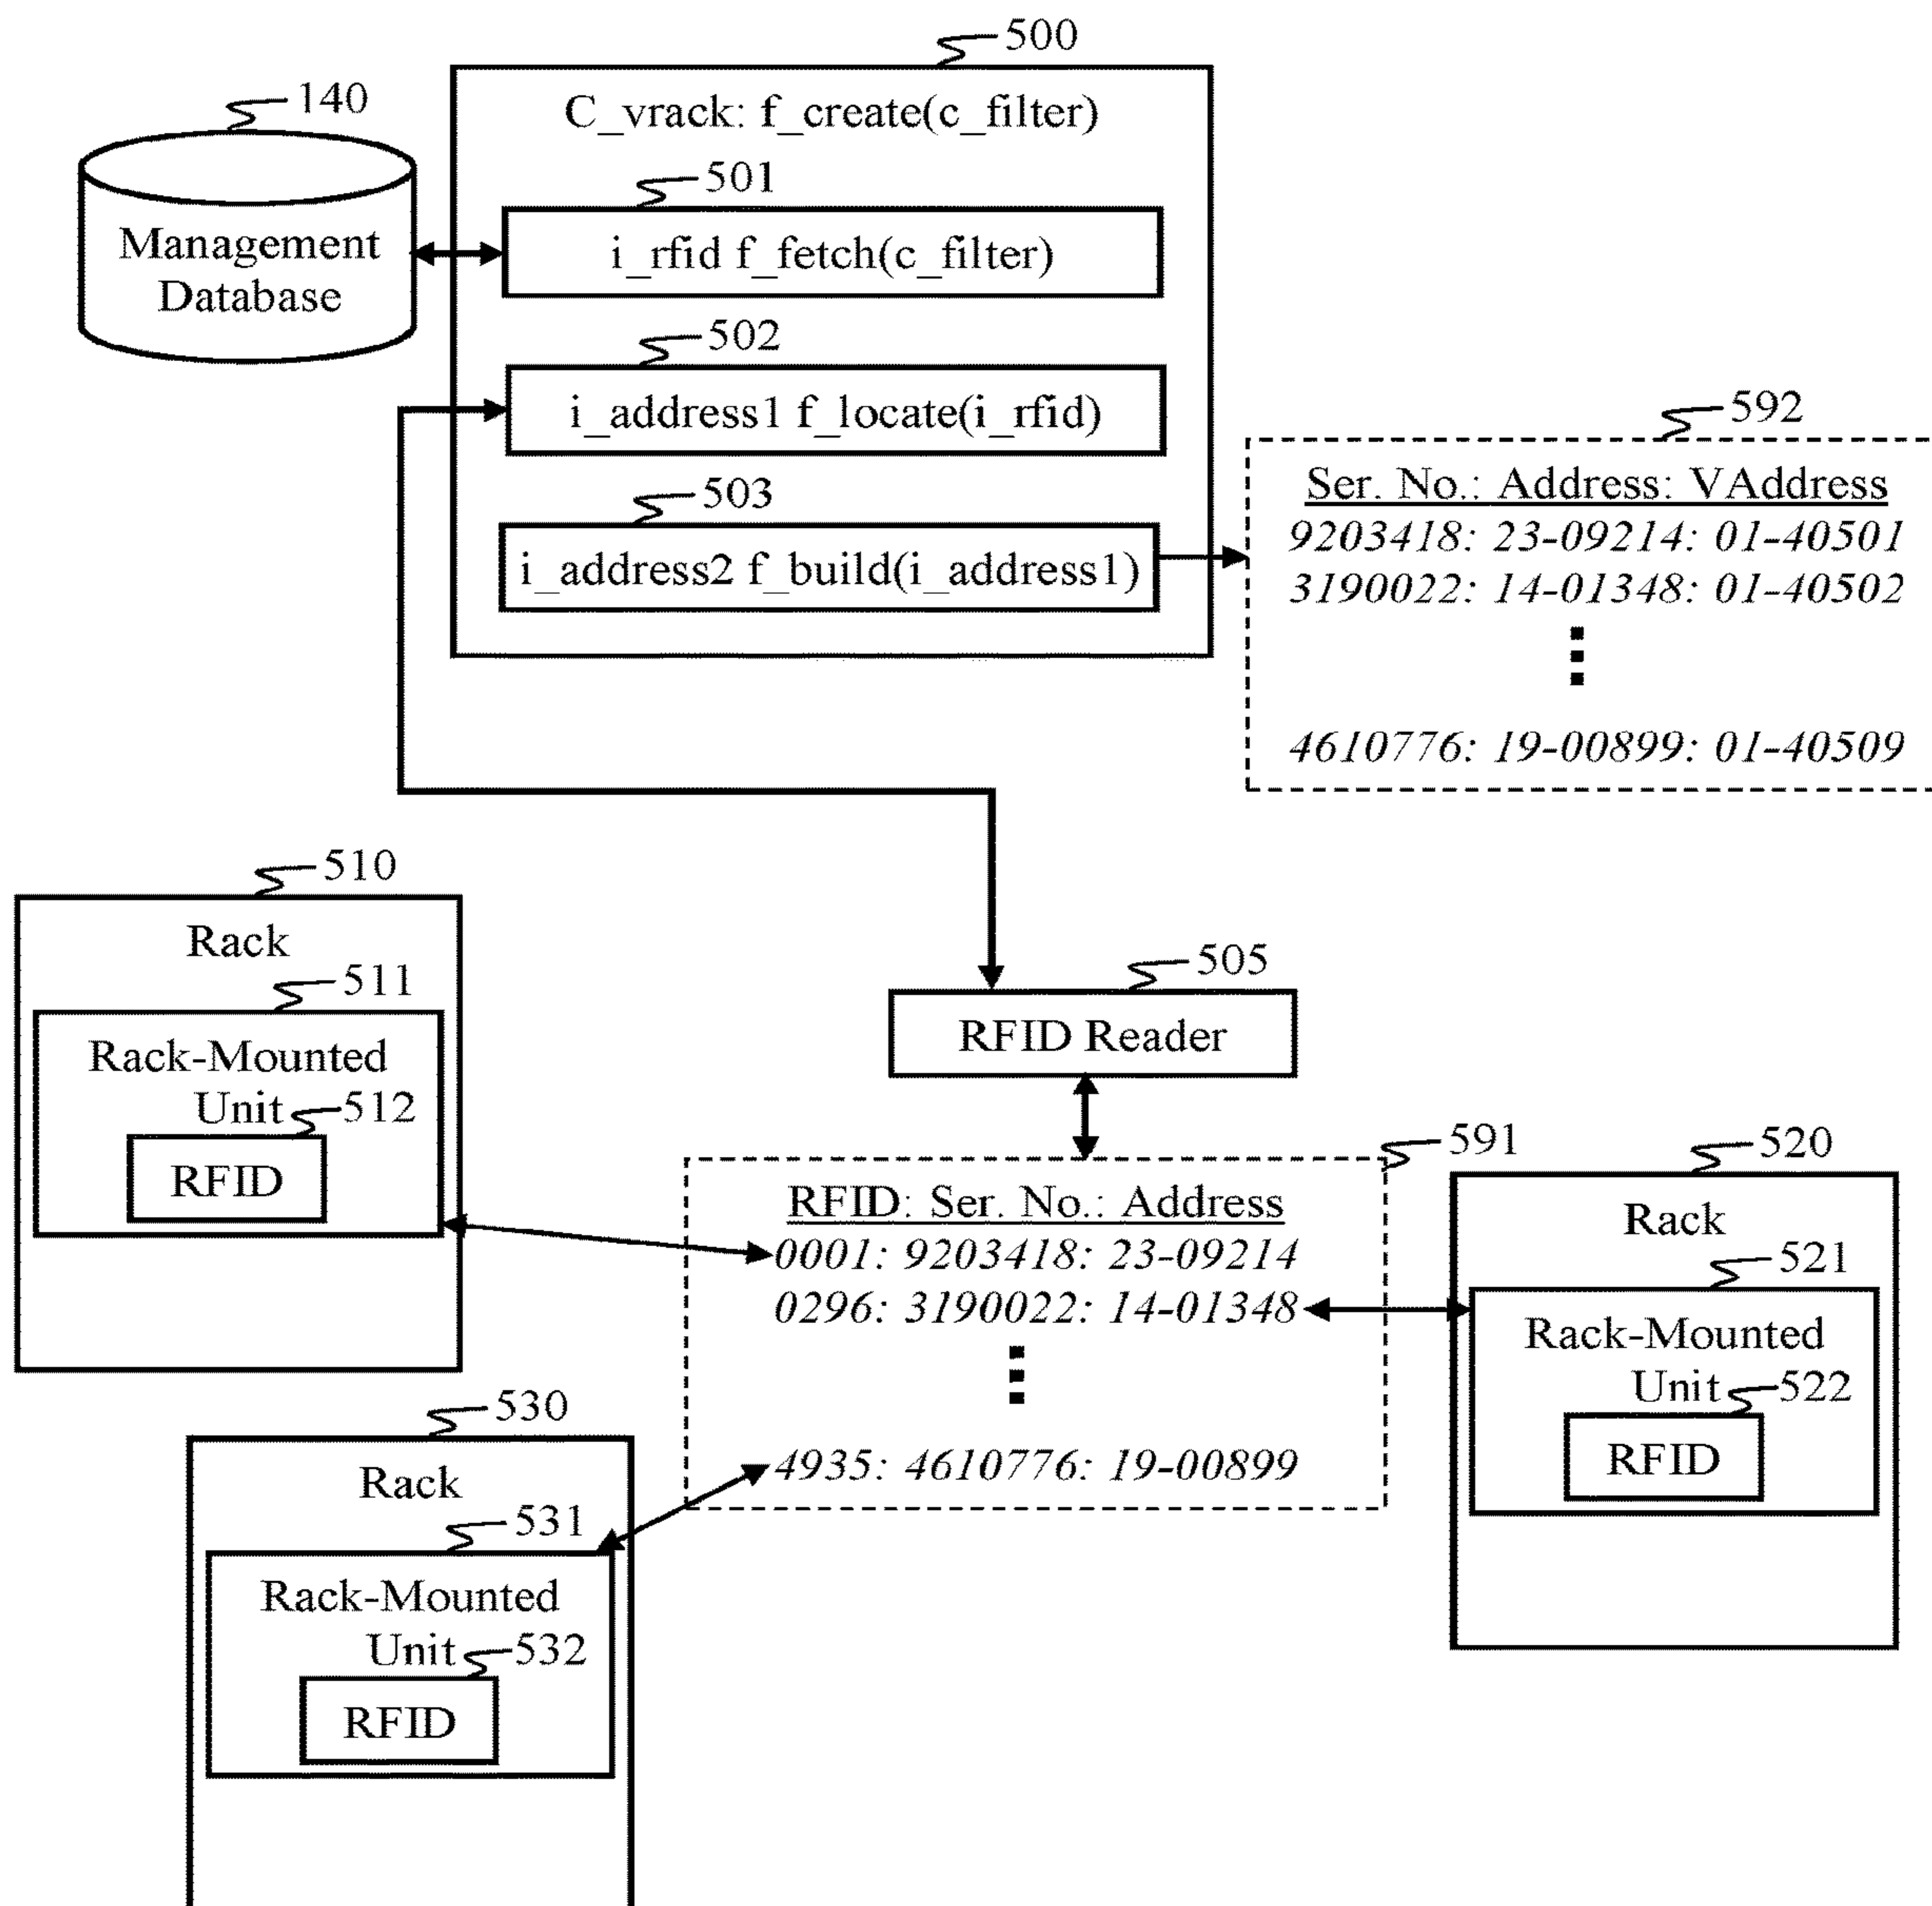 500
140
C_vrack: f_create(c_filter)
501
Management
Database
i_rfid f_fetch(c_filter)
502
i_address1 f_locate(i_rfid)
592
503
Ser. No.: Address: VAddress
i_address2 f_build(i_address1)
9203418: 23-09214: 01-40501
3190022: 14-01348: 01-40502
4610776: 19-00899: 01-40509
510
Rack
511
Rack-Mounted
Unit
512
RFID
505
RFID Reader
591
RFID: Ser. No.: Address
0001: 9203418: 23-09214
0296: 3190022: 14-01348
4935: 4610776: 19-00899
520
Rack
521
Rack-Mounted
Unit
522
RFID
530
Rack
531
Rack-Mounted
Unit
532
RFID